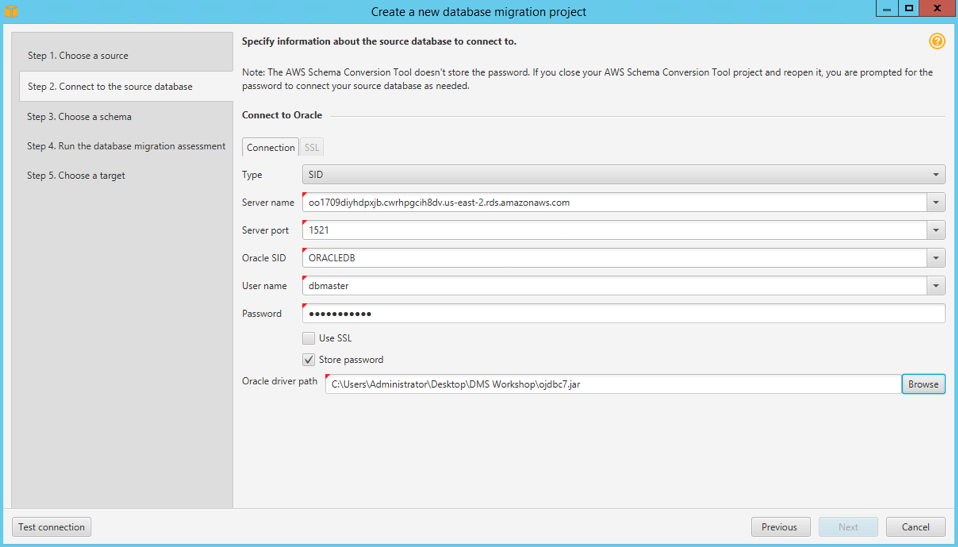 Create a new database migration project
Step 1. Choose a source
Step 2. Connect to the source database
Step 3. Choose a schema
Step 4. Run the database migration assessment
Step 5. Choose a target
Specify information about the source database to connect to.
Note: The AWS Schema Conversion Tool doesn't store the password. If you close your AWS Schema Conversion Tool project and reopen it, you are prompted for the
password to connect your source database as needed.
Connect to Oracle
Connection SSL
Type SID
Server name oo1709diyhdpxjb.cwrhpgcih8dv.us-east-2.rds.amazonaws.com
Server port 1521
Oracle SID ORACLEDB
User name dbmaster
Password ●●●●●●●●●●●
Use SSL
Store password
Oracle driver path C:\Users\Administrator\Desktop\DMS Workshop\ojdbc7.jar Browse
Test connection Previous Next Cancel